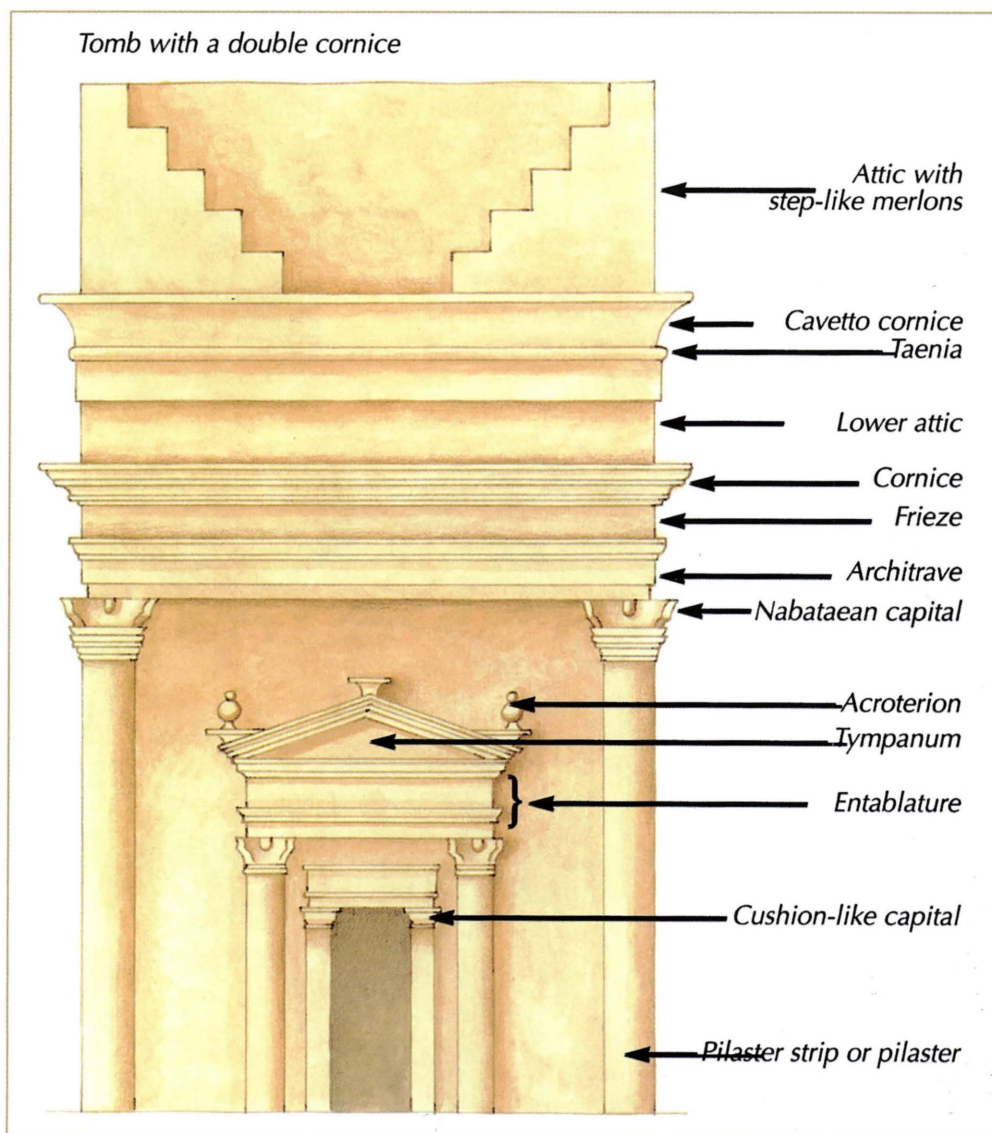 Tomb with a double cornice
Attic with
step-like merlons
Cavetto cornice
Taenia
Lower attic
Cornice
Frieze
Architrave
Nabataean capital
Acroterion
Tympanum
Entablature
Cushion-like capital
Pilaster strip or pilaster